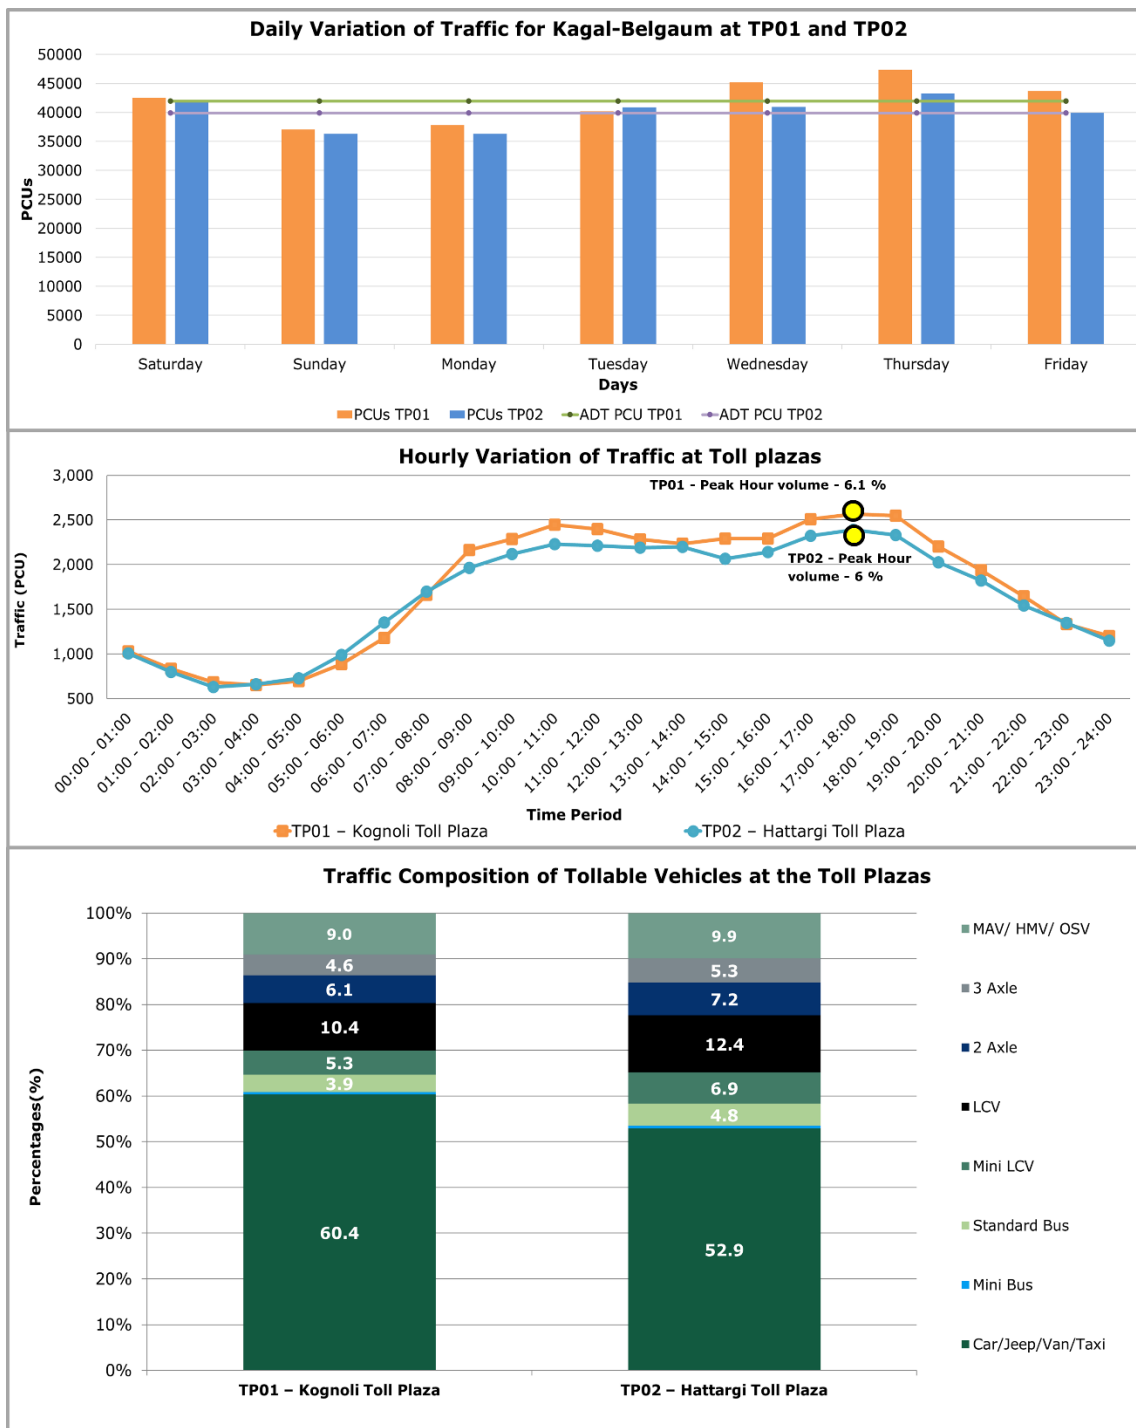 Daily Variation of Traffic for Kagal-Belgaum at TP01 and TP02
50000
45000
40000
35000
30000
25000
20000
15000
10000
5000
0
PCUs
Saturday Sunday Monday Tuesday Wednesday Thursday Friday
Days
PCUs TP01 PCUs TP02 ADT PCU TP01 ADT PCU TP02
Hourly Variation of Traffic at Toll plazas
TP01 - Peak Hour volume - 6.1 %
TP02 - Peak Hour
volume - 6 %
3,000
2,500
2,000
1,500
1,000
500
Traffic (PCU)
00:00 - 01:00
01:00 - 02:00
02:00 - 03:00
03:00 - 04:00
04:00 - 05:00
05:00 - 06:00
06:00 - 07:00
07:00 - 08:00
08:00 - 09:00
09:00 - 10:00
10:00 - 11:00
11:00 - 12:00
12:00 - 13:00
13:00 - 14:00
14:00 - 15:00
15:00 - 16:00
16:00 - 17:00
17:00 - 18:00
18:00 - 19:00
19:00 - 20:00
20:00 - 21:00
21:00 - 22:00
22:00 - 23:00
23:00 - 24:00
Time Period
TP01 – Kognoli Toll Plaza TP02 – Hattargi Toll Plaza
Traffic Composition of Tollable Vehicles at the Toll Plazas
100%
90%
80%
70%
60%
50%
40%
30%
20%
10%
0%
Percentages(%)
9.0
4.6
6.1
10.4
5.3
3.9
60.4
9.9
5.3
7.2
12.4
6.9
4.8
52.9
TP01 – Kognoli Toll Plaza
TP02 – Hattargi Toll Plaza
MAV/ HMV/ OSV
3 Axle
2 Axle
LCV
Mini LCV
Standard Bus
Mini Bus
Car/Jeep/Van/Taxi